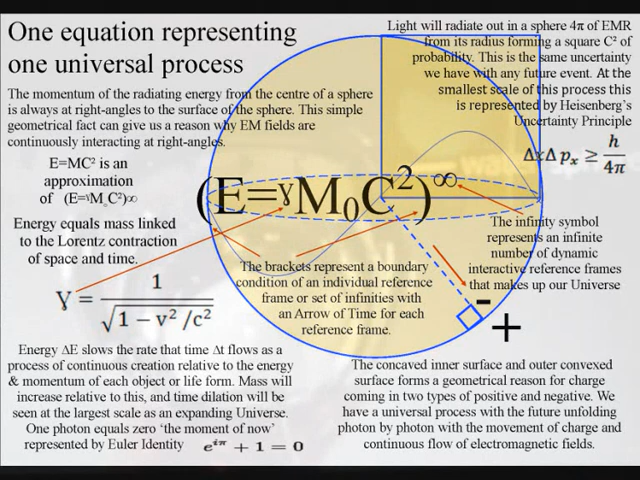 One equation representing
one universal process
The momentum of the radiating energy from the centre of a sphere
is always at right-angles to the surface of the sphere. This simple
geometrical fact can give us a reason why EM fields are
continuously interacting at right-angles.
Light will radiate out in a sphere 4π of EMR
from its radius forming a square C² of
probability. This is the same uncertainty
we have with any future event. At the
smallest scale of this process this
is represented by Heisenberg's
Uncertainty Principle
Δx Δ pₓ ≥ h/4π
E=MC² is an
approximation
of (E=ᵞM₀C²)∞
(E=ᵞM₀C²)^∞
Energy equals mass linked
to the Lorentz contraction
of space and time.
γ = 1/√(1 − v²/c²)
The brackets represent a boundary
condition of an individual reference
frame or set of infinities with
an Arrow of Time for each
reference frame.
The infinity symbol
represents an infinite
number of dynamic
interactive reference frames
that makes up our Universe
-
+
Energy ΔE slows the rate that time Δt flows as a
process of continuous creation relative to the energy
& momentum of each object or life form. Mass will
increase relative to this, and time dilation will be
seen at the largest scale as an expanding Universe.
One photon equals zero 'the moment of now'
represented by Euler Identity e^iπ + 1 = 0
The concaved inner surface and outer convexed
surface forms a geometrical reason for charge
coming in two types of positive and negative. We
have a universal process with the future unfolding
photon by photon with the movement of charge and
continuous flow of electromagnetic fields.